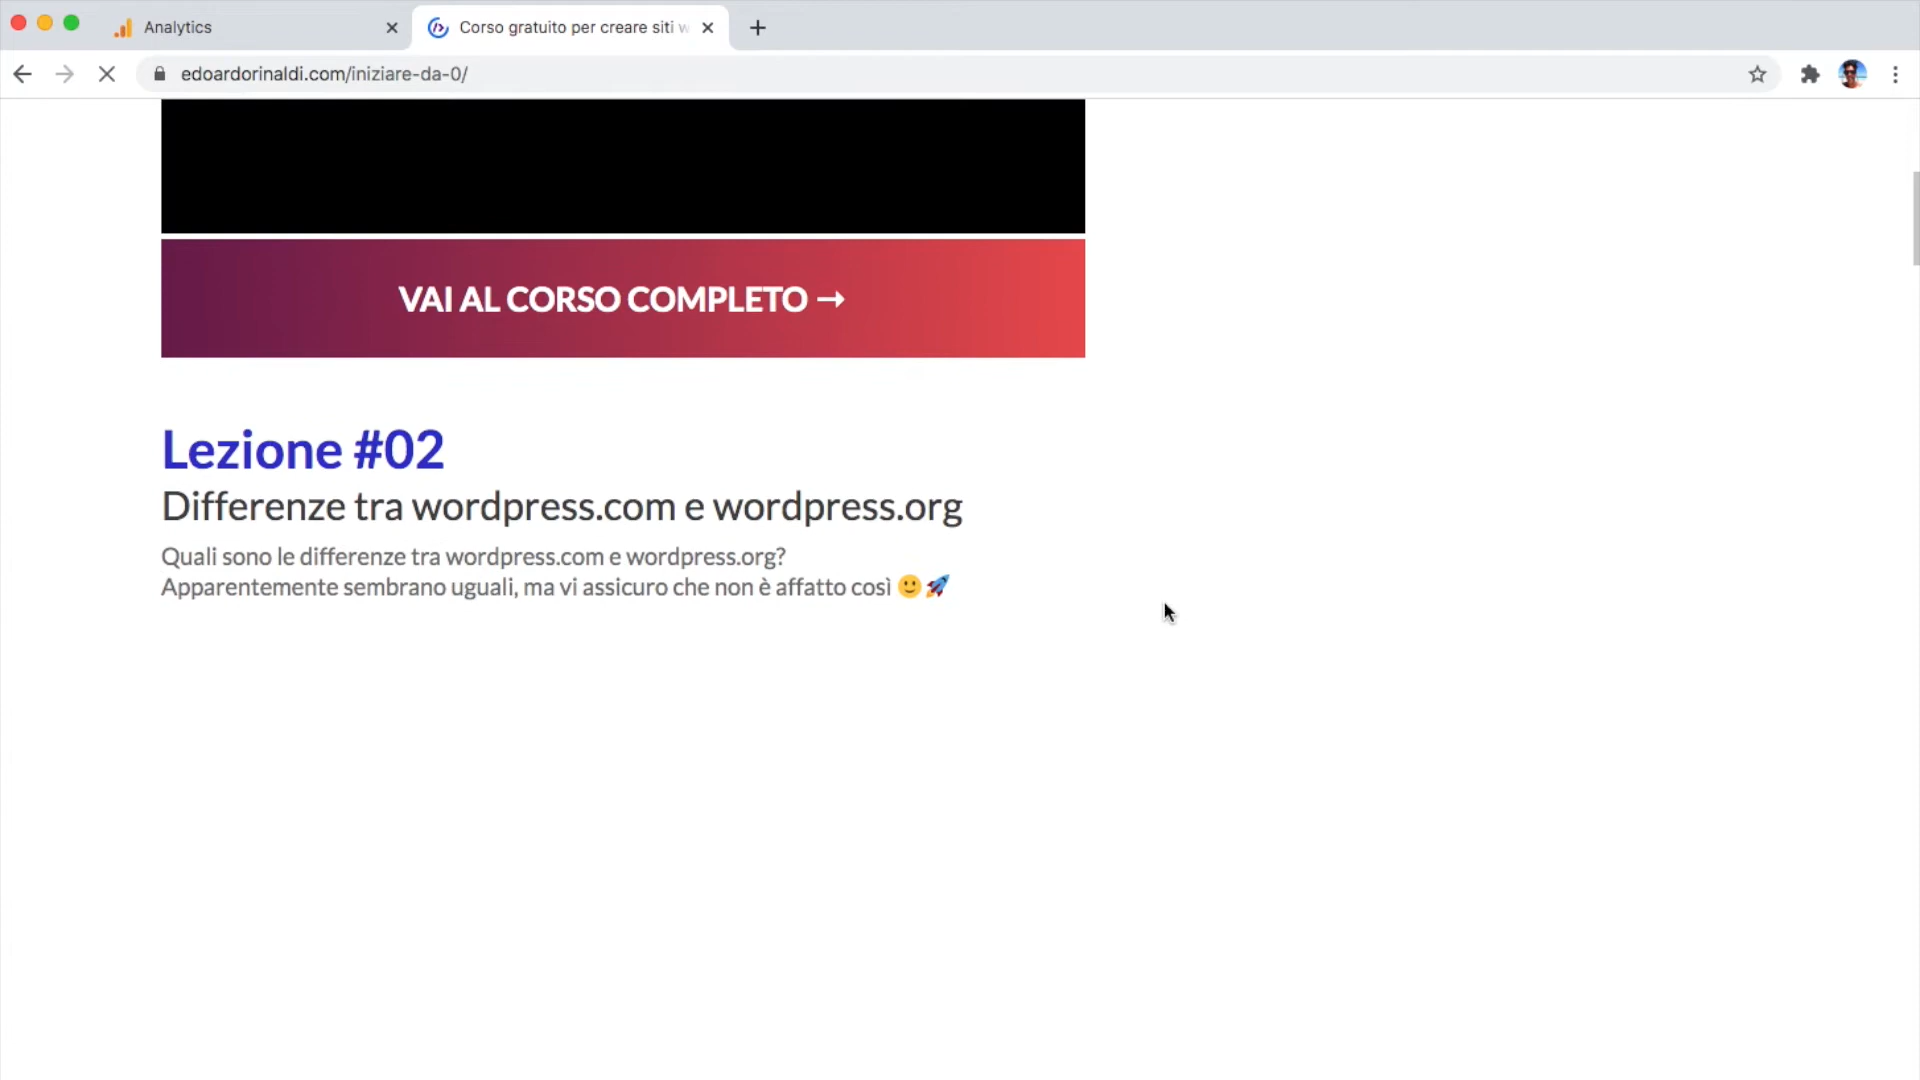 Analytics
Corso gratuito per creare siti w
edoardorinaldi.com/iniziare-da-0/
VAI AL CORSO COMPLETO →
Lezione #02
Differenze tra wordpress.com e wordpress.org
Quali sono le differenze tra wordpress.com e wordpress.org?
Apparentemente sembrano uguali, ma vi assicuro che non è affatto così 🙂🚀